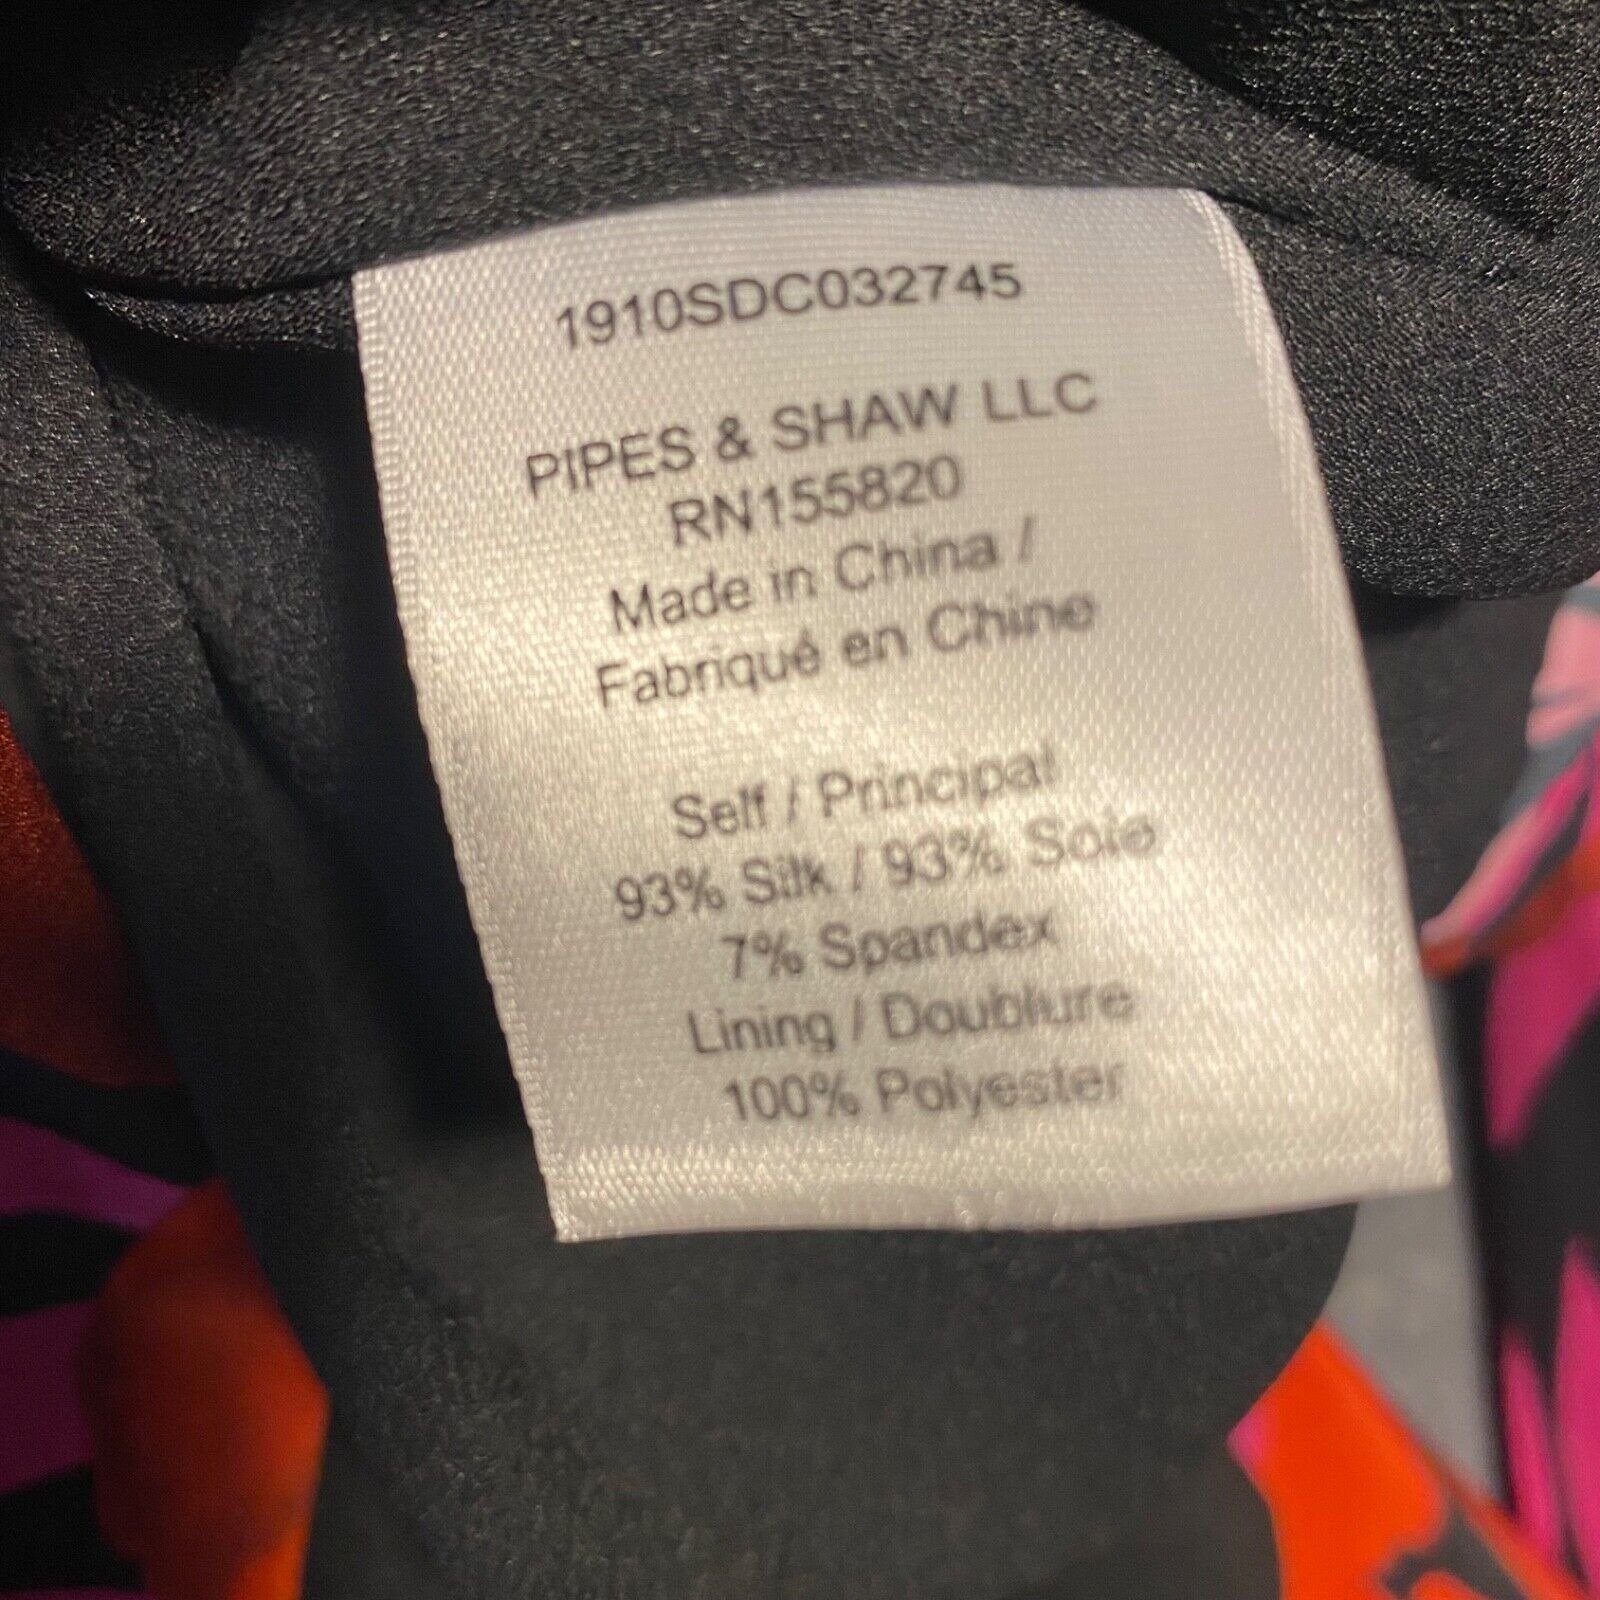 1910SDC032745
PIPES & SHAW LLC
RN155820
Made in China /
Fabriqué en Chine
Self / Principal
93% Silk / 93% Soie
7% Spandex
Lining / Doublure
100% Polyester